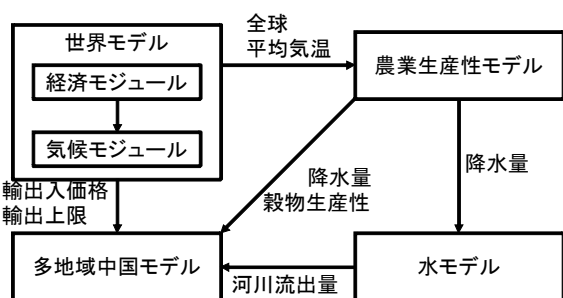 世界モデル
経済モジュール
気候モジュール
全球
平均気温
農業生産性モデル
輸出入価格
輸出上限
降水量
穀物生産性
降水量
多地域中国モデル
河川流出量
水モデル